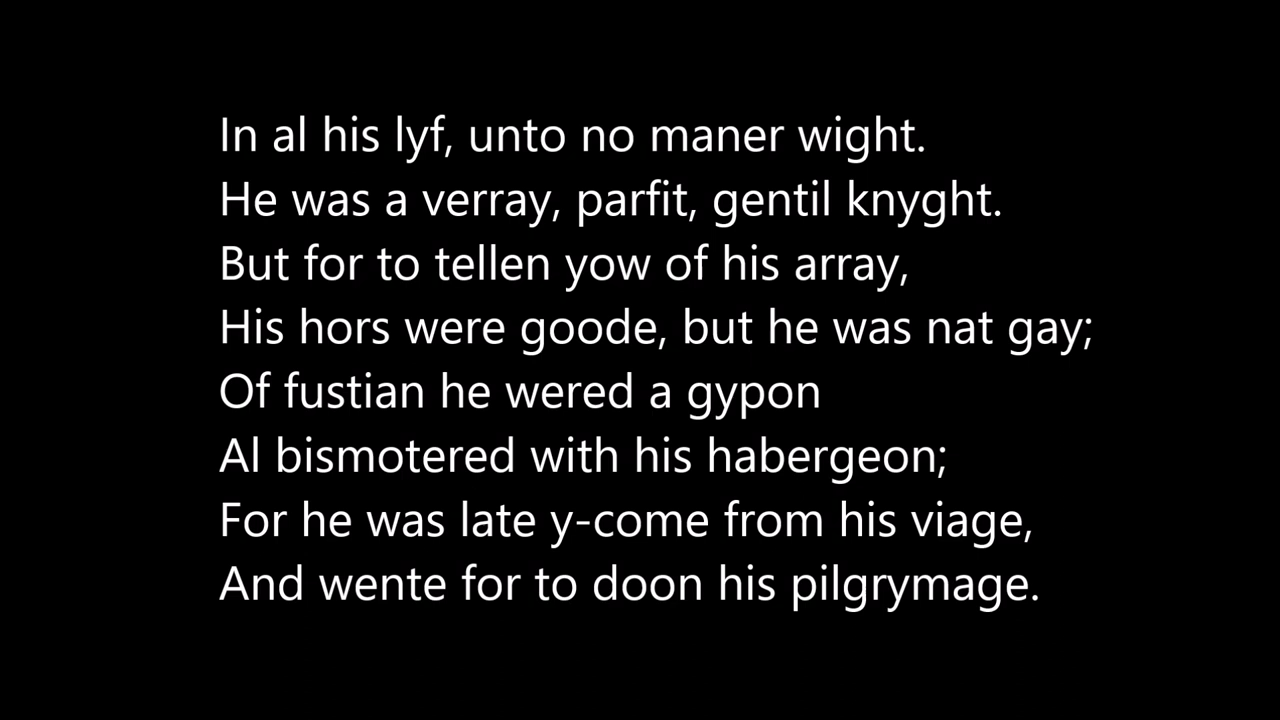 In al his lyf, unto no maner wight.
He was a verray, parfit, gentil knyght.
But for to tellen yow of his array,
His hors were goode, but he was nat gay;
Of fustian he wered a gypon
Al bismotered with his habergeon;
For he was late y-come from his viage,
And wente for to doon his pilgrymage.